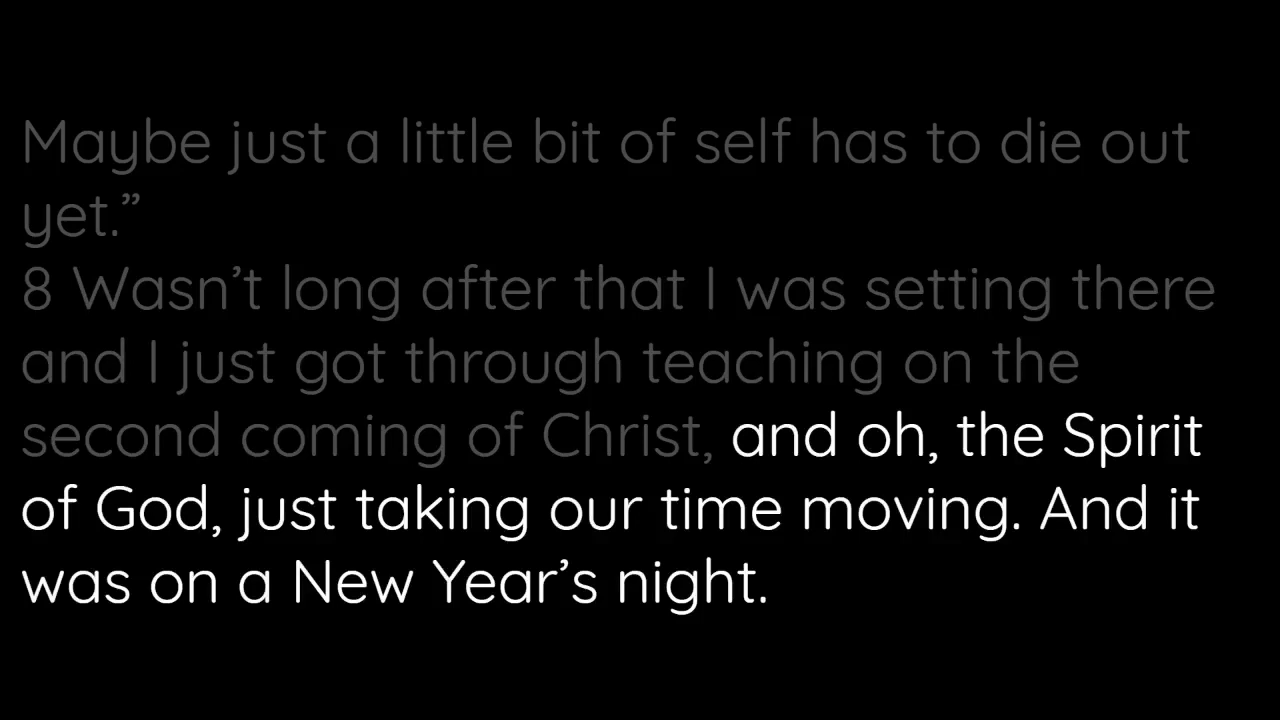 Maybe just a little bit of self has to die out
yet.”
8 Wasn’t long after that I was setting there
and I just got through teaching on the
second coming of Christ, and oh, the Spirit
of God, just taking our time moving. And it
was on a New Year’s night.